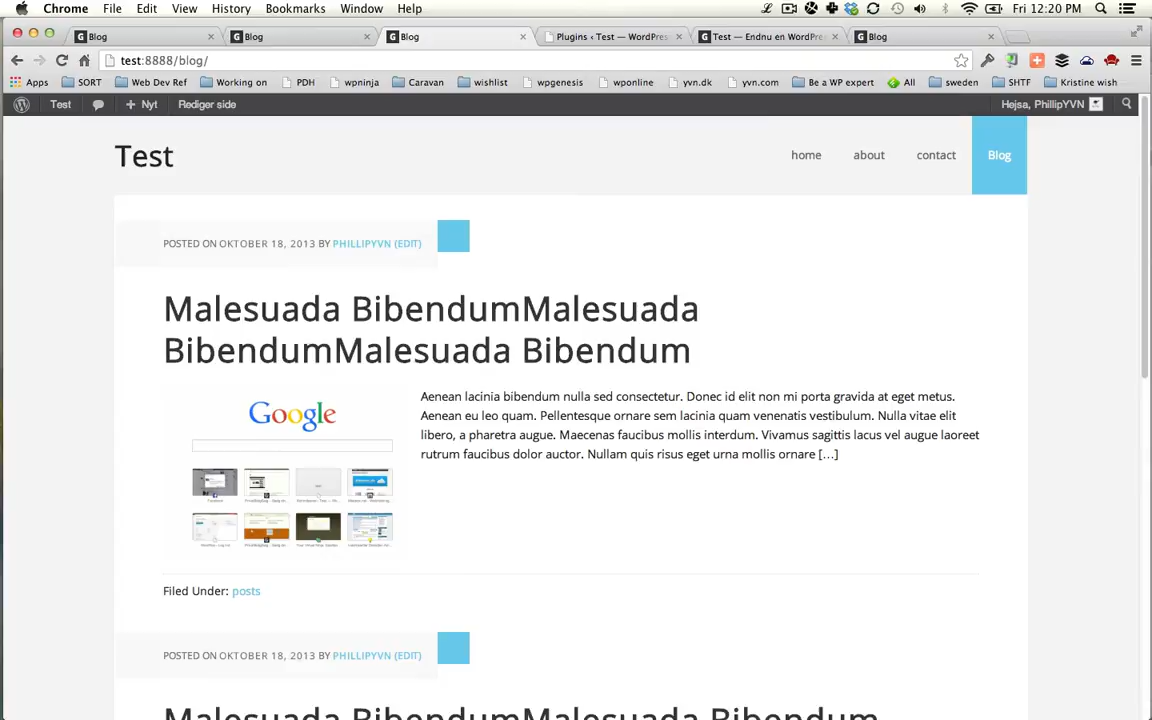 Chrome File Edit View History Bookmarks Window Help Fri 12:20 PM
Blog Blog Blog Plugins ‹ Test — WordPres Test — Endnu en WordPre Blog
test:8888/blog/
Apps SORT Web Dev Ref Working on PDH wpninja Caravan wishlist wpgenesis wponline yvn.dk yvn.com Be a WP expert All sweden SHTF Kristine wish
Test Nyt Rediger side Hejsa, PhillipYVN
Test home about contact Blog
POSTED ON OKTOBER 18, 2013 BY PHILLIPYVN (EDIT)
Malesuada BibendumMalesuada
BibendumMalesuada Bibendum
Google
Aenean lacinia bibendum nulla sed consectetur. Donec id elit non mi porta gravida at eget metus.
Aenean eu leo quam. Pellentesque ornare sem lacinia quam venenatis vestibulum. Nulla vitae elit
libero, a pharetra augue. Maecenas faucibus mollis interdum. Vivamus sagittis lacus vel augue laoreet
rutrum faucibus dolor auctor. Nullam quis risus eget urna mollis ornare [...]
Filed Under: posts
POSTED ON OKTOBER 18, 2013 BY PHILLIPYVN (EDIT)
Malesuada BibendumMalesuada Bibendum